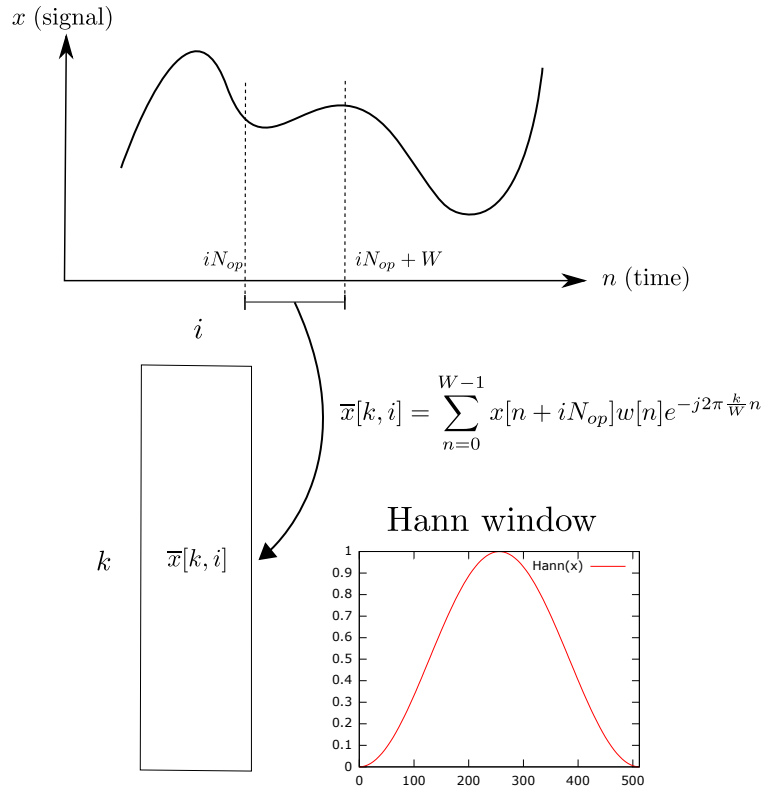 x (signal)
iN_{op}
iN_{op} + W
n (time)
i
\overline{x}[k, i] = \sum_{n=0}^{W-1} x[n + iN_{op}]w[n]e^{-j2\pi\frac{k}{W}n}
Hann window
k
\overline{x}[k, i]
Hann(x)
1
0.9
0.8
0.7
0.6
0.5
0.4
0.3
0.2
0.1
0
0 100 200 300 400 500